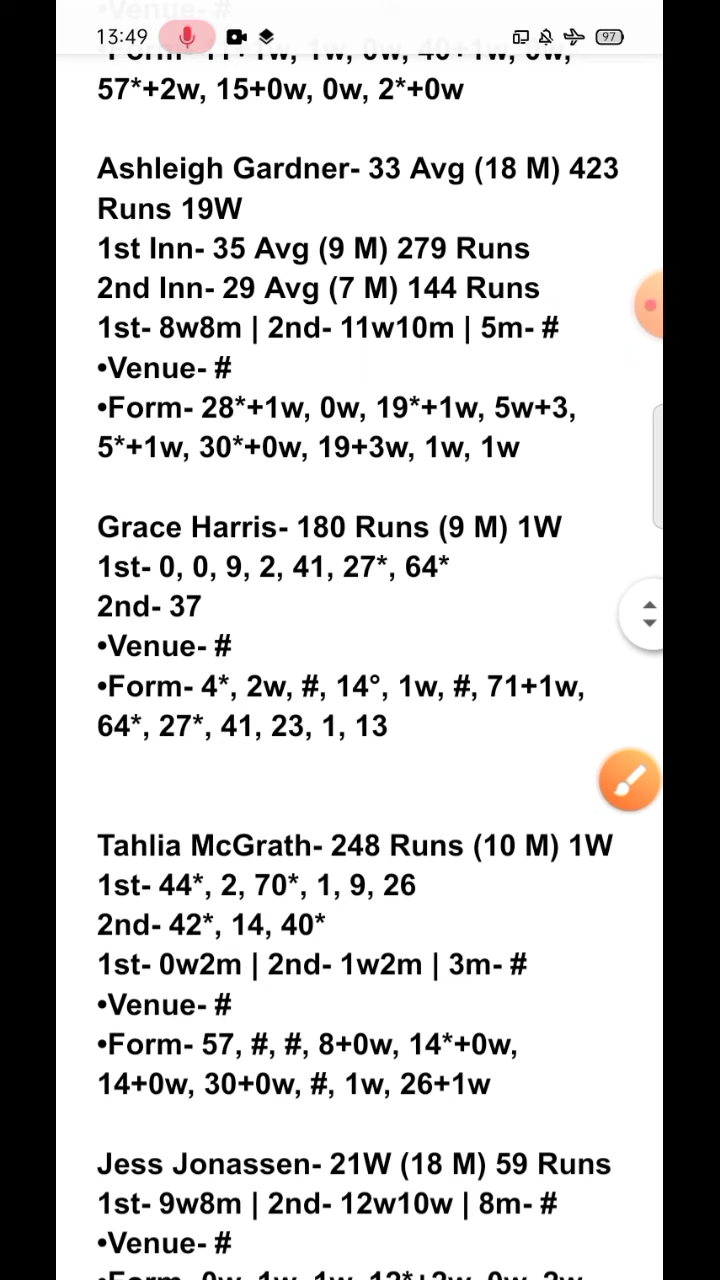 13:49
97
57*+2w, 15+0w, 0w, 2*+0w
Ashleigh Gardner- 33 Avg (18 M) 423
Runs 19W
1st Inn- 35 Avg (9 M) 279 Runs
2nd Inn- 29 Avg (7 M) 144 Runs
1st- 8w8m | 2nd- 11w10m | 5m- #
•Venue- #
•Form- 28*+1w, 0w, 19*+1w, 5w+3,
5*+1w, 30*+0w, 19+3w, 1w, 1w
Grace Harris- 180 Runs (9 M) 1W
1st- 0, 0, 9, 2, 41, 27*, 64*
2nd- 37
•Venue- #
•Form- 4*, 2w, #, 14°, 1w, #, 71+1w,
64*, 27*, 41, 23, 1, 13
Tahlia McGrath- 248 Runs (10 M) 1W
1st- 44*, 2, 70*, 1, 9, 26
2nd- 42*, 14, 40*
1st- 0w2m | 2nd- 1w2m | 3m- #
•Venue- #
•Form- 57, #, #, 8+0w, 14*+0w,
14+0w, 30+0w, #, 1w, 26+1w
Jess Jonassen- 21W (18 M) 59 Runs
1st- 9w8m | 2nd- 12w10w | 8m- #
•Venue- #